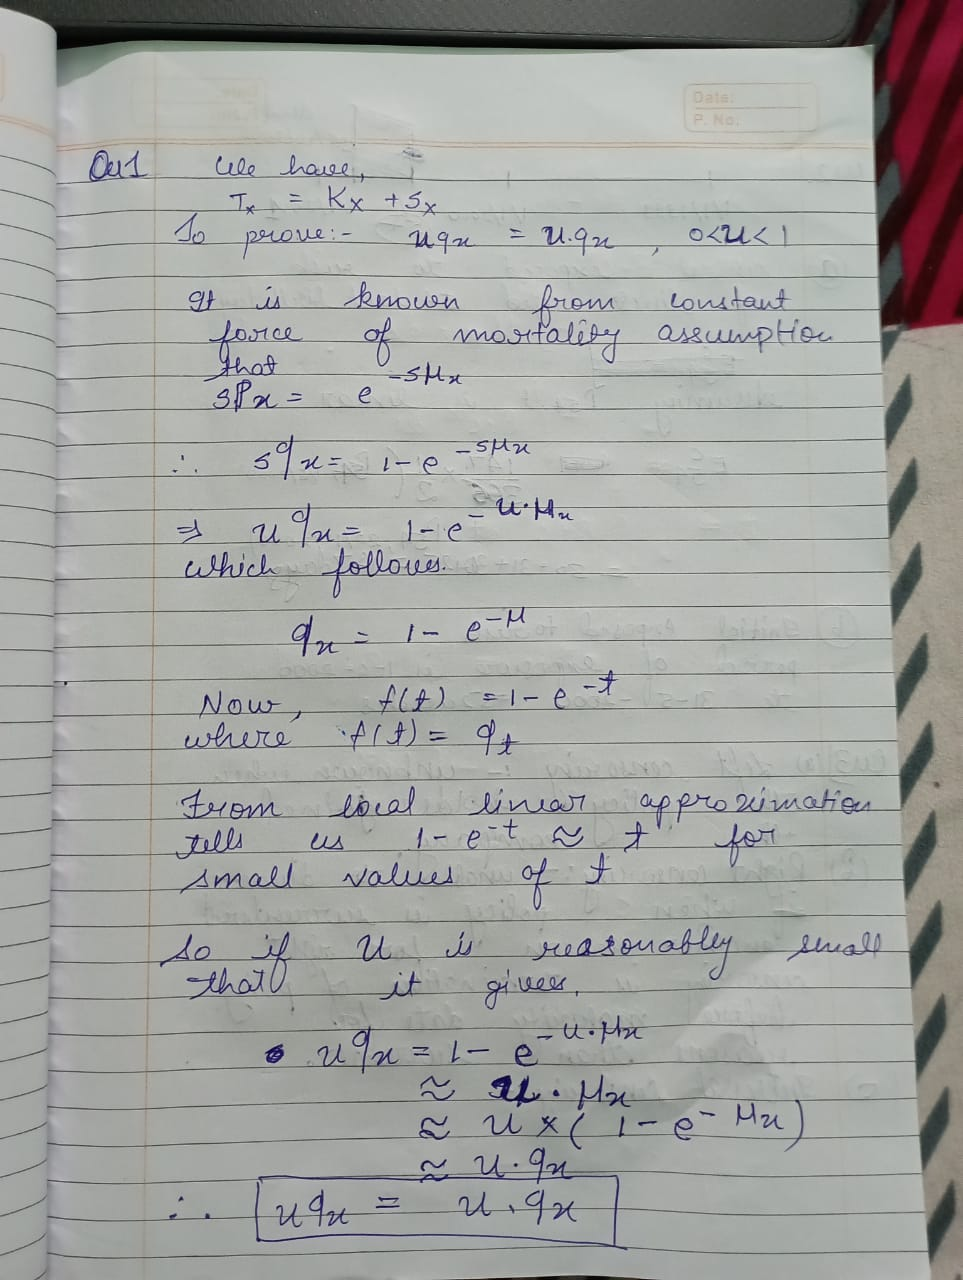 Date:
P. No.
Qu1 We have,
Tx = Kx + Sx
To prove:- uqx = u.qx , 0<u<1
It is known from constant
force of mortality assumption
that
sPx = e^-sμx
∴ sqx = 1-e^-sμx
⇒ uqx = 1-e^-u.μx
which follows.
qx = 1- e^-μ
Now, f(t) = 1-e^-t
where f(t) = qt
From local linear approximation
tells us 1-e^-t ≈ t for
small values of t
So if u is reasonably small
that it gives,
uqx = 1- e^-u.μx
≈ u.μx
≈ u×(1-e^-μx)
≈ u.qx
∴ uqx = u.qx